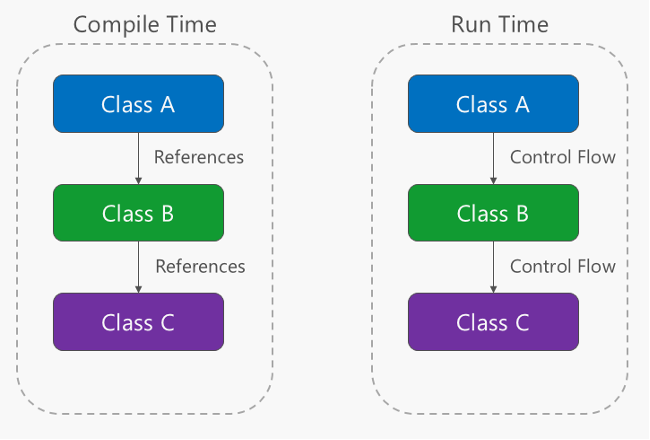 Compile Time
Class A
References
Class B
References
Class C
Run Time
Class A
Control Flow
Class B
Control Flow
Class C